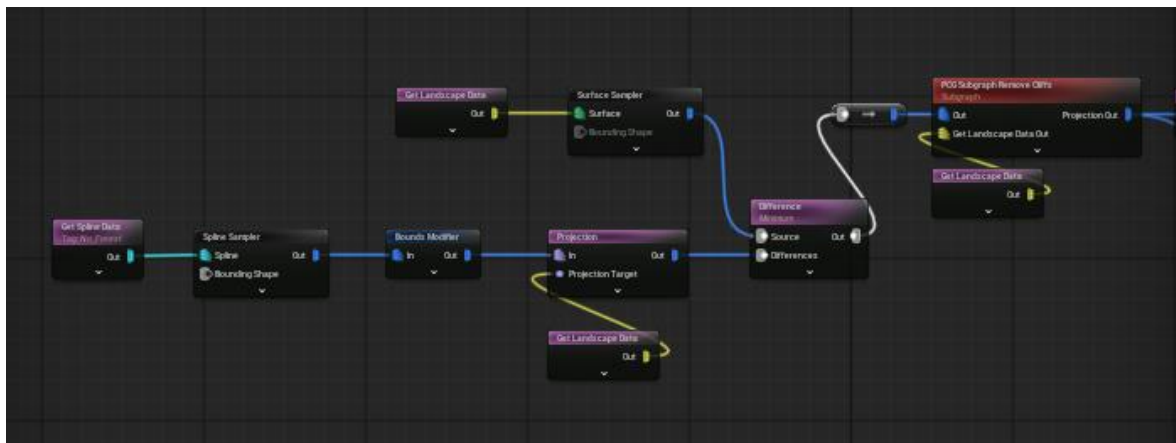 Get Landscape Data
Out
Surface Sampler
Surface Out
Bounding Shape
PCG Subgraph Remove Cliffs
Subgraph
Out Projection Out
Get Landscape Data Out
Get Landscape Data
Out
Get Spline Data
Tag: No_Forest
Out
Spline Sampler
Spline Out
Bounding Shape
Bounds Modifier
In Out
Projection
In Out
Projection Target
Get Landscape Data
Out
Difference
Minimum
Source Out
Differences